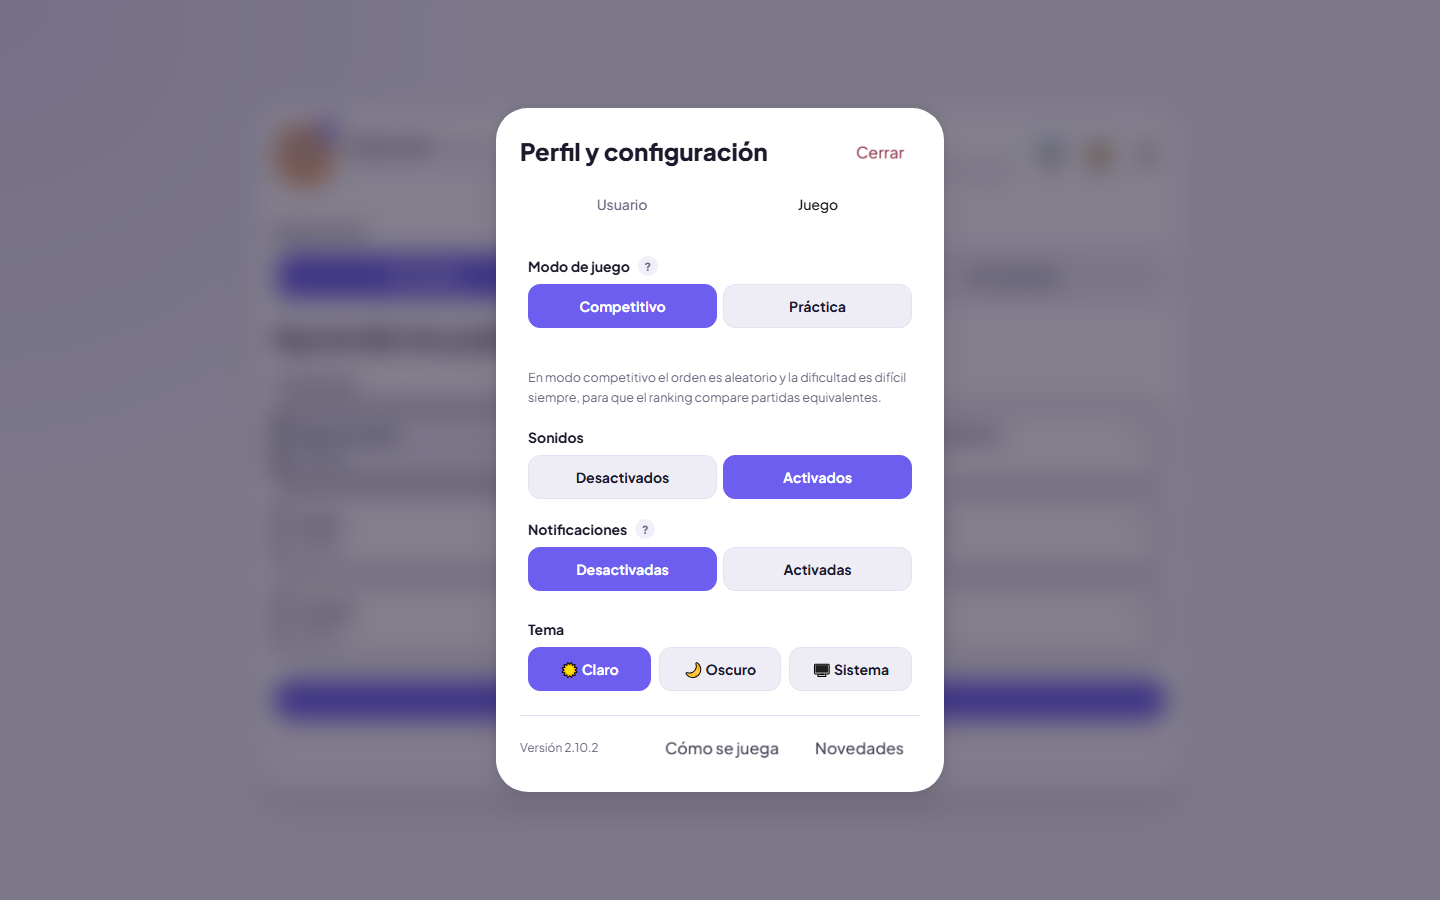 Perfil y configuración
Cerrar
Usuario
Juego
Modo de juego ?
Competitivo
Práctica
En modo competitivo el orden es aleatorio y la dificultad es difícil
siempre, para que el ranking compare partidas equivalentes.
Sonidos
Desactivados
Activados
Notificaciones ?
Desactivadas
Activadas
Tema
Claro
Oscuro
Sistema
Versión 2.10.2
Cómo se juega
Novedades